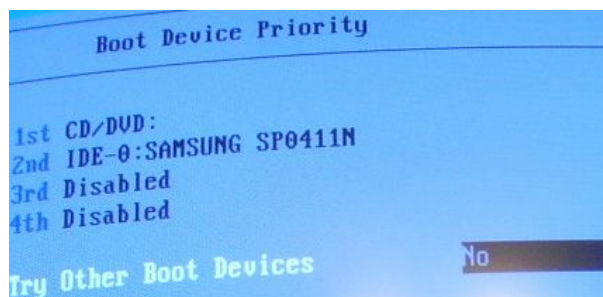 Boot Device Priority
1st CD/DVD:
2nd IDE-0:SAMSUNG SP0411N
3rd Disabled
4th Disabled
Try Other Boot Devices No